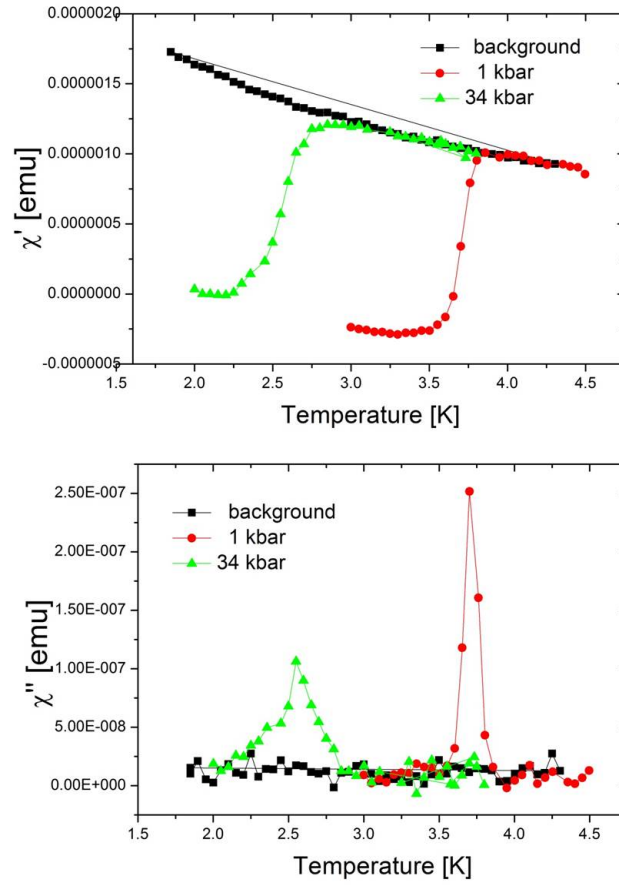 0.0000020
0.0000015
0.0000010
0.0000005
0.0000000
-0.0000005
χ' [emu]
background
1 kbar
34 kbar
1.5 2.0 2.5 3.0 3.5 4.0 4.5
Temperature [K]
2.50E-007
2.00E-007
1.50E-007
1.00E-007
5.00E-008
0.00E+000
χ" [emu]
background
1 kbar
34 kbar
1.5 2.0 2.5 3.0 3.5 4.0 4.5
Temperature [K]